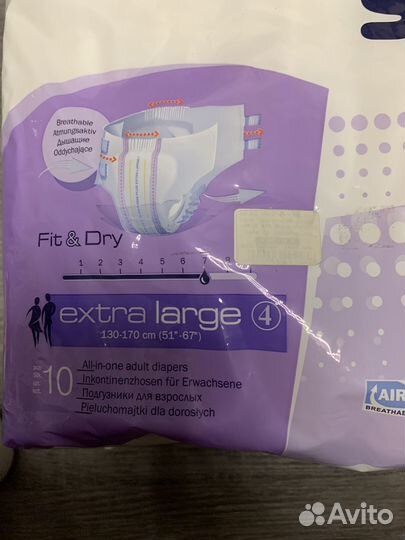 S
Breathable
Atmungsaktiv
Дышащие
Oddychające
Fit & Dry
1 2 3 4 5 6 7 8
extra large 4
130-170 cm (51"-67")
10
All-in-one adult diapers
Inkontinenzhosen für Erwachsene
Подгузники для взрослых
Pieluchomajtki dla dorosłych
AIR
BREATHABLE
Avito